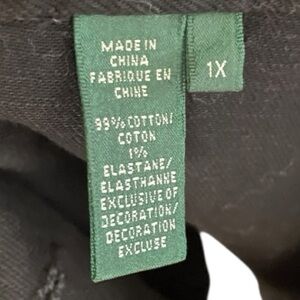 MADE IN
CHINA
FABRIQUE EN
CHINE
1X
99% COTTON/
COTON
1%
ELASTANE/
ELASTHANNE
EXCLUSIVE OF
DECORATION/
DECORATION
EXCLUSE